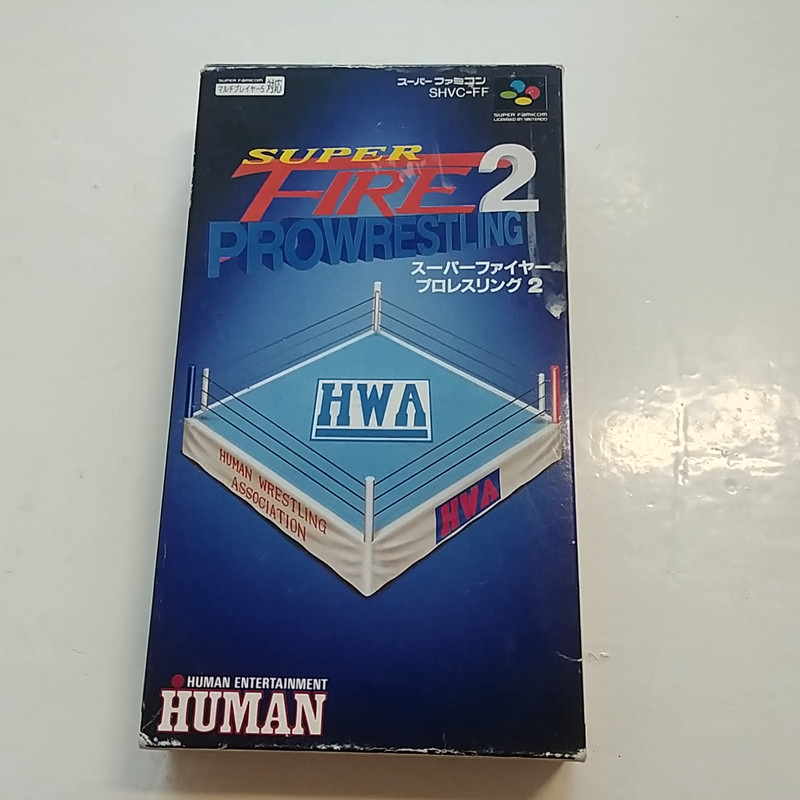 SUPER FAMICOM
マルチプレイヤー5 対応
スーパーファミコン
SHVC-FF
SUPER FAMICOM
LICENSED BY NINTENDO
SUPER
FIRE 2
PROWRESTLING
スーパーファイヤー
プロレスリング 2
HWA
HUMAN WRESTLING
ASSOCIATION
HWA
HUMAN ENTERTAINMENT
HUMAN